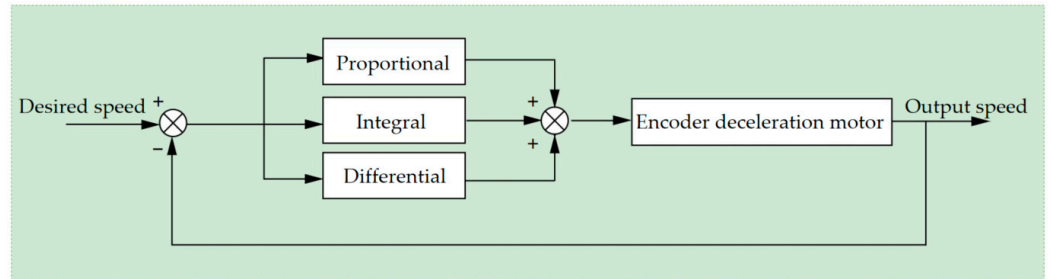 Proportional
Desired speed +
+
Integral
Encoder deceleration motor
Output speed
−
+
Differential